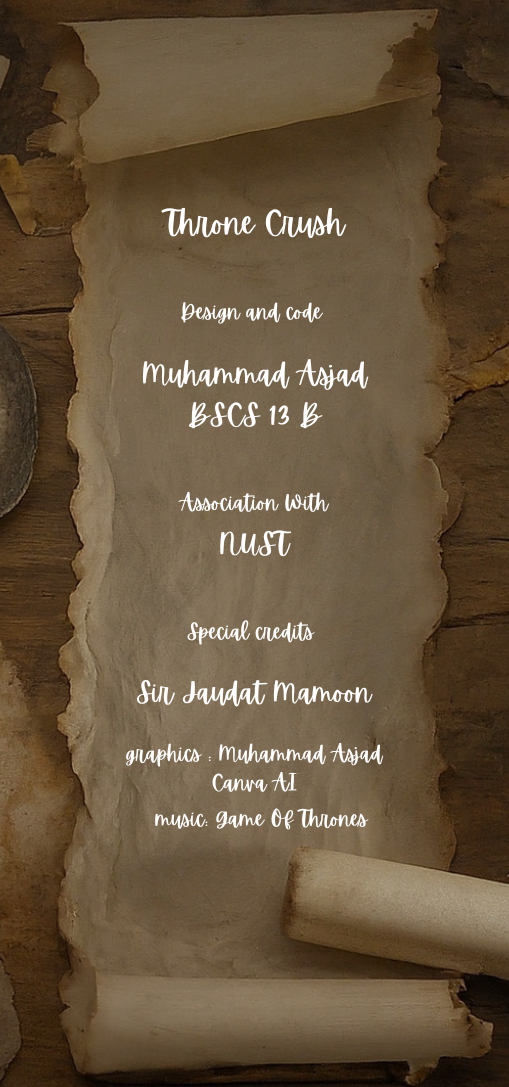 Throne Crush
Design and code
Muhammad Asjad
BSCS 13 B
Association With
NUST
Special credits
Sir Jaudat Mamoon
graphics : Muhammad Asjad
Canva AI
music: Game Of Thrones